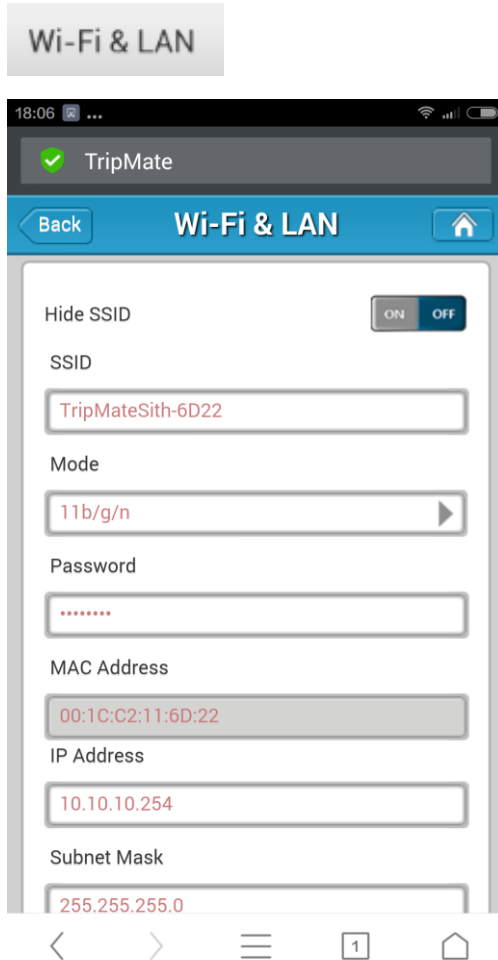 Wi-Fi & LAN
18:06 ...
TripMate
Back Wi-Fi & LAN
Hide SSID ON OFF
SSID
TripMateSith-6D22
Mode
11b/g/n
Password
••••••••
MAC Address
00:1C:C2:11:6D:22
IP Address
10.10.10.254
Subnet Mask
255.255.255.0
1